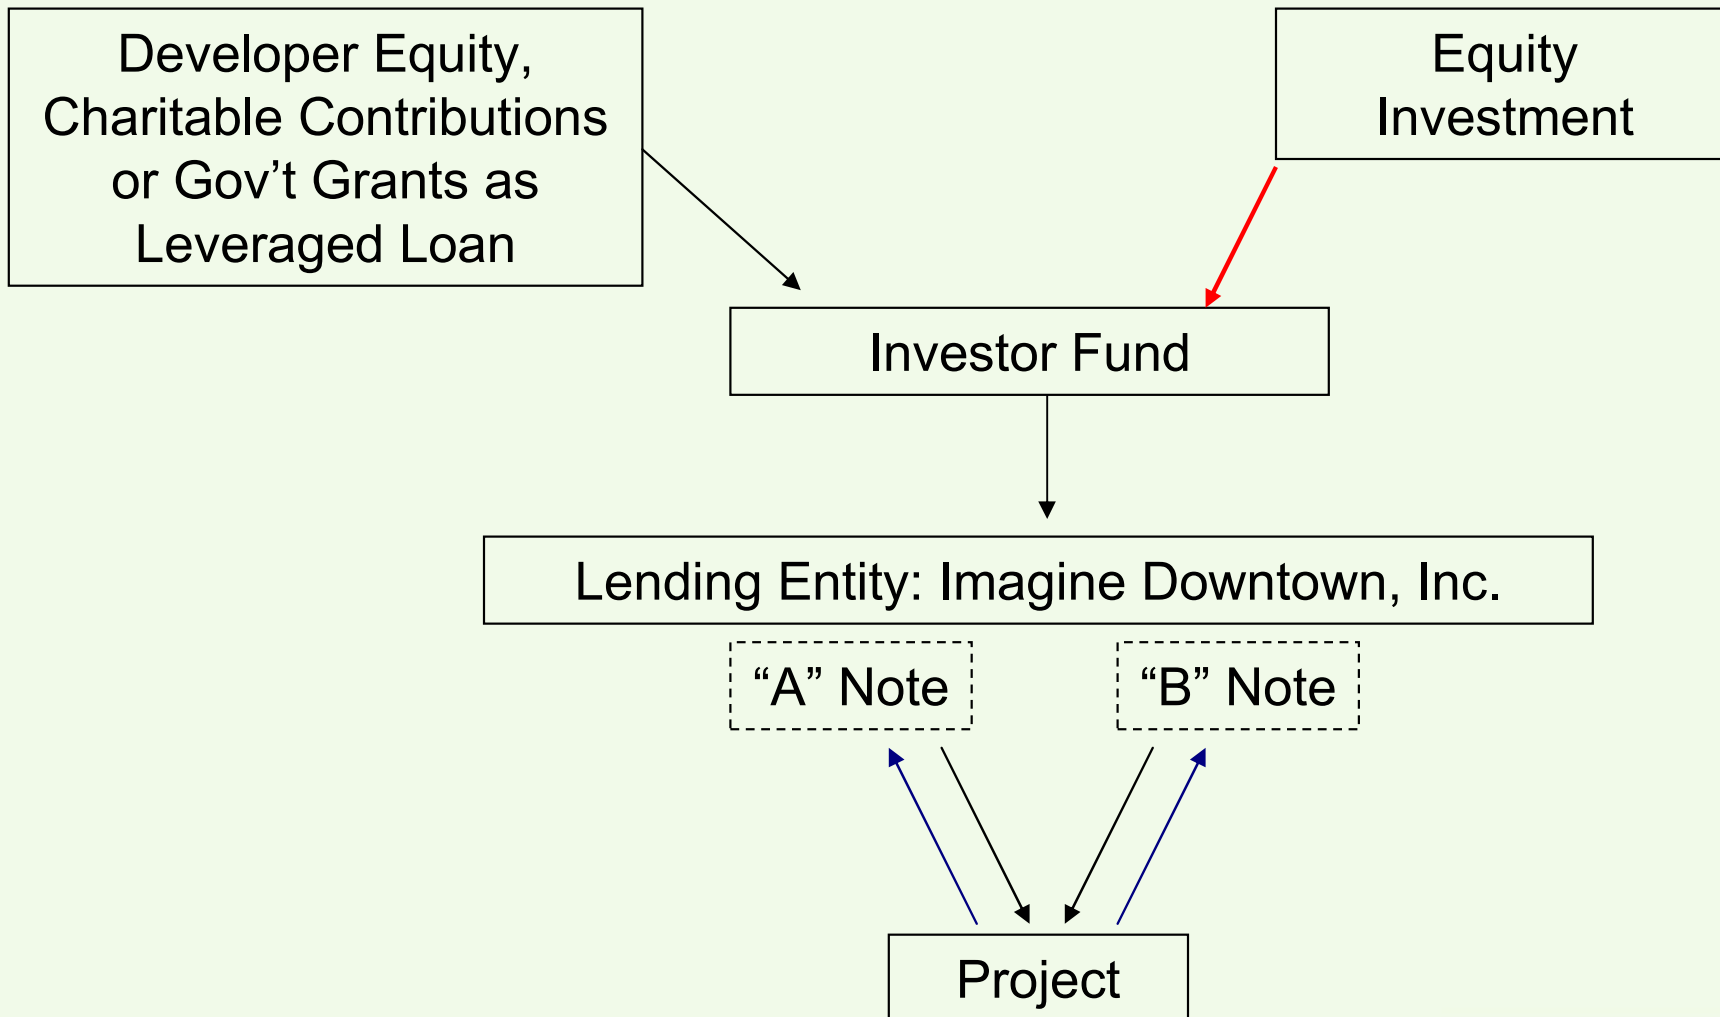 Developer Equity,
Charitable Contributions
or Gov’t Grants as
Leveraged Loan
Equity
Investment
Investor Fund
Lending Entity: Imagine Downtown, Inc.
“A” Note
“B” Note
Project